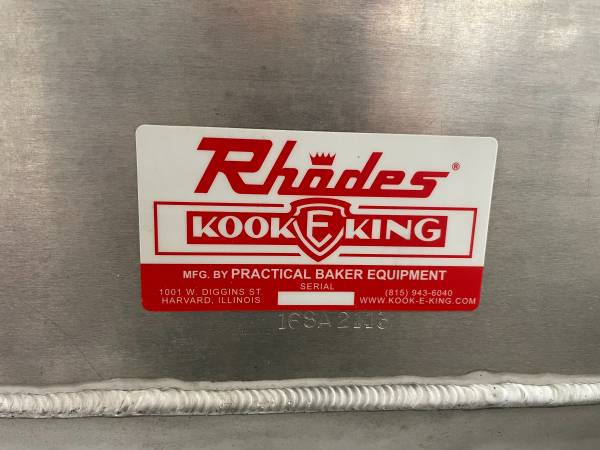 Rhodes®
KOOK E KING
MFG. BY PRACTICAL BAKER EQUIPMENT
1001 W. DIGGINS ST. SERIAL (815) 943-6040
HARVARD, ILLINOIS WWW.KOOK-E-KING.COM
168A2113